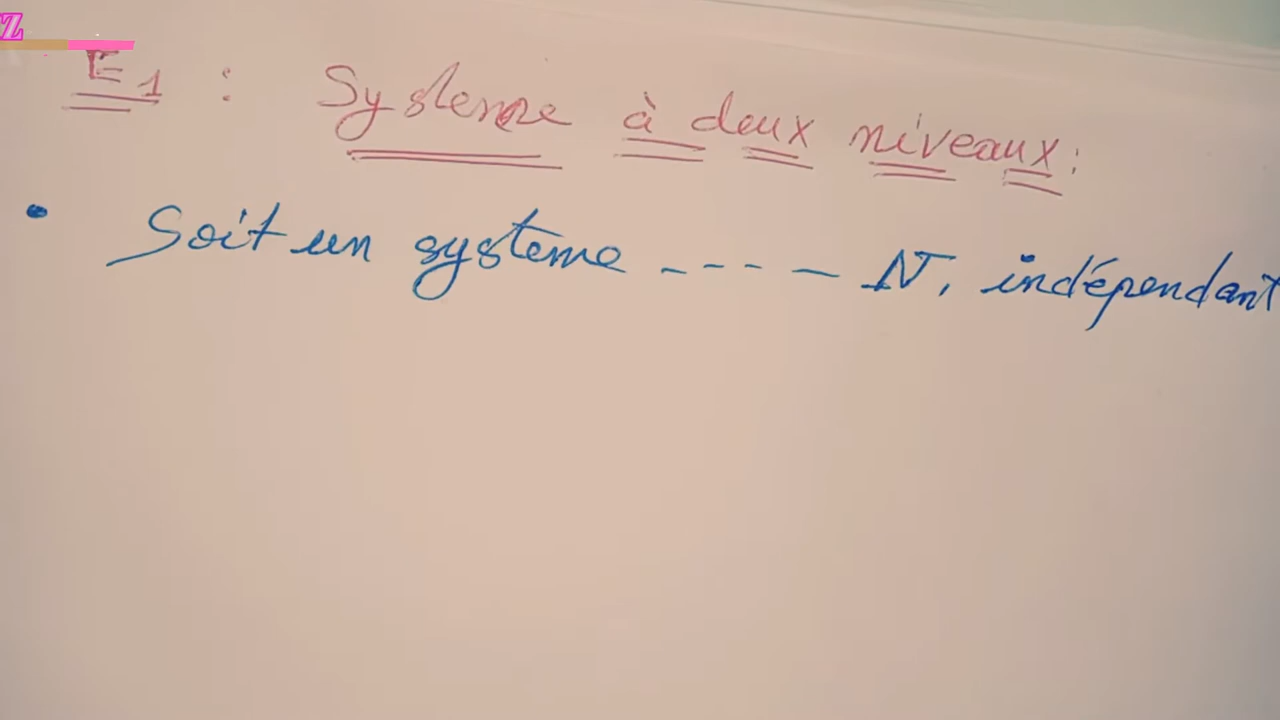 Z
E1 : Systeme à deux niveaux :
• Soit un systeme ---- N, indépendant